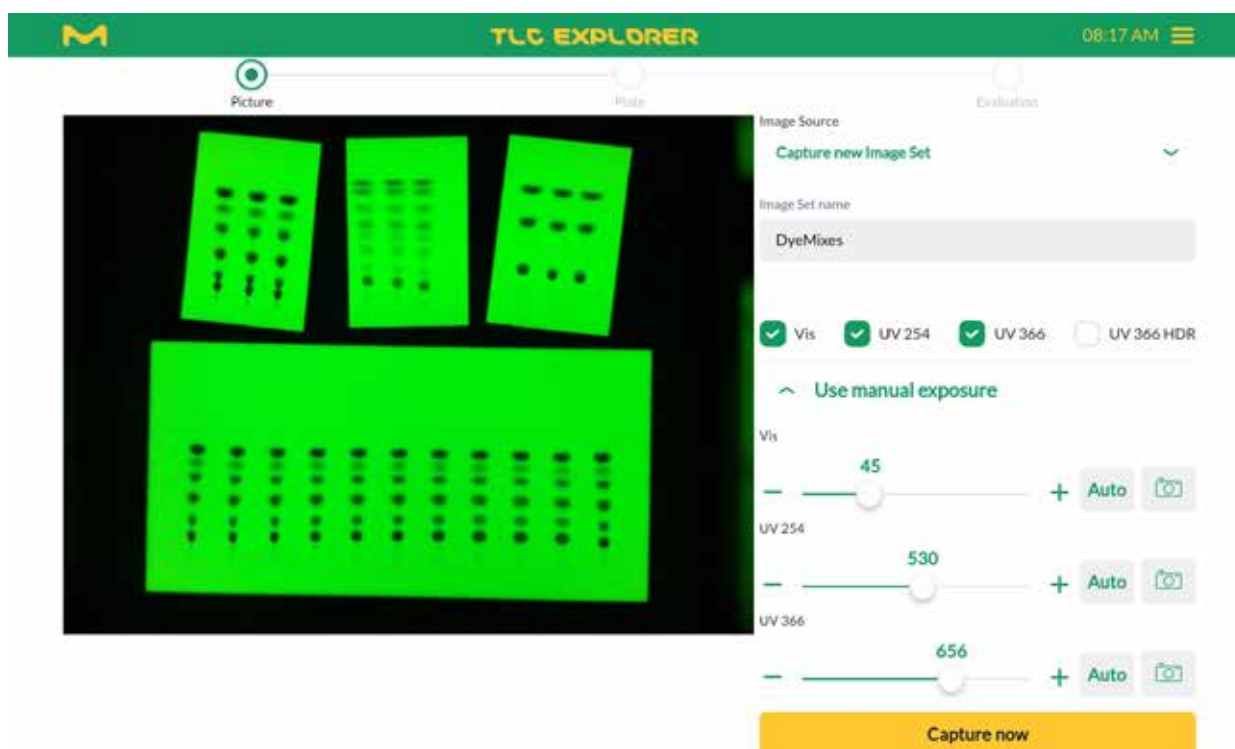 TLC EXPLORER
08:17 AM
Picture
Plate
Evaluation
Image Source
Capture new Image Set
Image Set name
DyeMixes
Vis
UV 254
UV 366
UV 366 HDR
Use manual exposure
Vis
45
Auto
UV 254
530
Auto
UV 366
656
Auto
Capture now